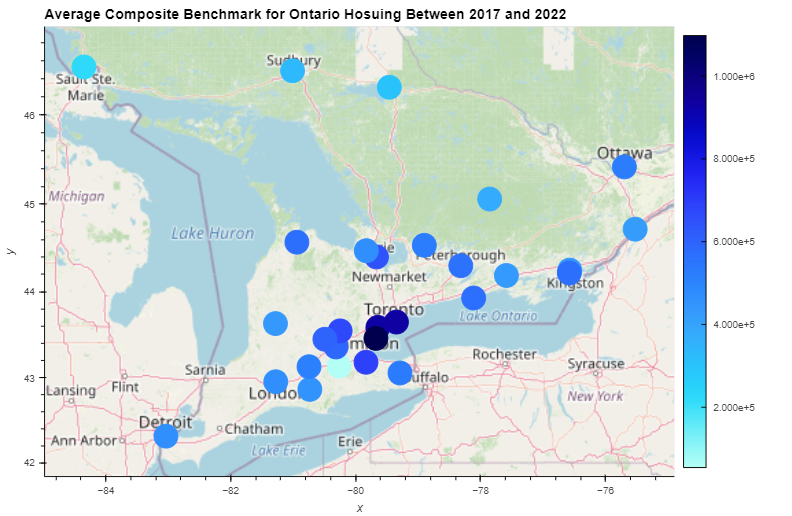 Average Composite Benchmark for Ontario Hosuing Between 2017 and 2022
Sudbury
Sault Ste.
Marie
Ottawa
Michigan
Lake Huron
Peterborough
Newmarket
Kingston
Toronto
Lake Ontario
Rochester
Syracuse
Sarnia
Buffalo
New York
Lansing
Flint
London
Detroit
Chatham
Ann Arbor
Lake Erie
Erie
46
45
44
43
42
y
−84
−82
−80
−78
−76
x
1.000e+6
8.000e+5
6.000e+5
4.000e+5
2.000e+5